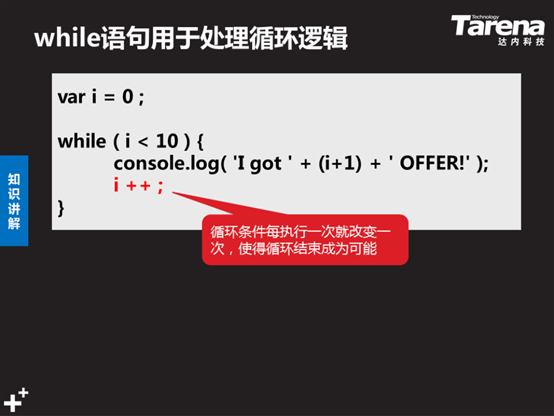 while语句用于处理循环逻辑
Technology
Tarena
达内科技
var i = 0 ;
while ( i < 10 ) {
console.log( 'I got ' + (i+1) + ' OFFER!' );
i ++ ;
}
知识讲解
循环条件每执行一次就改变一
次，使得循环结束成为可能